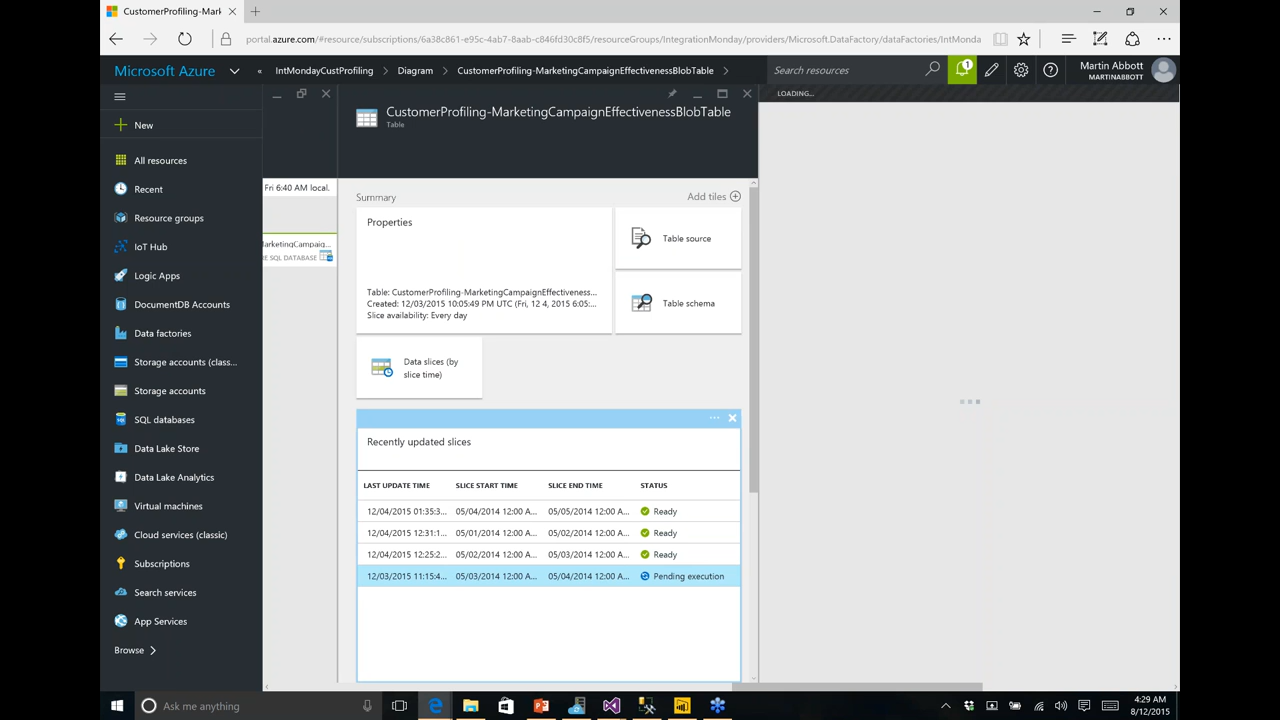 CustomerProfiling-Mark
portal.azure.com/#resource/subscriptions/6a38c861-e95c-4ab7-8aab-c846fd30c8f5/resourceGroups/IntegrationMonday/providers/Microsoft.DataFactory/dataFactories/IntMonda
Microsoft Azure
IntMondayCustProfiling
Diagram
CustomerProfiling-MarketingCampaignEffectivenessBlobTable
Search resources
1
Martin Abbott
MARTINABBOTT
New
All resources
Recent
Resource groups
IoT Hub
Logic Apps
DocumentDB Accounts
Data factories
Storage accounts (class...
Storage accounts
SQL databases
Data Lake Store
Data Lake Analytics
Virtual machines
Cloud services (classic)
Subscriptions
Search services
App Services
Browse
Fri 6:40 AM local.
MarketingCampaig...
RE SQL DATABASE
CustomerProfiling-MarketingCampaignEffectivenessBlobTable
Table
Summary
Add tiles
Properties
Table: CustomerProfiling-MarketingCampaignEffectiveness...
Created: 12/03/2015 10:05:49 PM UTC (Fri, 12 4, 2015 6:05:...
Slice availability: Every day
Table source
Table schema
Data slices (by
slice time)
Recently updated slices
LAST UPDATE TIME SLICE START TIME SLICE END TIME STATUS
12/04/2015 01:35:3... 05/04/2014 12:00 A... 05/05/2014 12:00 A... Ready
12/04/2015 12:31:1... 05/01/2014 12:00 A... 05/02/2014 12:00 A... Ready
12/04/2015 12:25:2... 05/02/2014 12:00 A... 05/03/2014 12:00 A... Ready
12/03/2015 11:15:4... 05/03/2014 12:00 A... 05/04/2014 12:00 A... Pending execution
LOADING...
Ask me anything
4:29 AM
8/12/2015